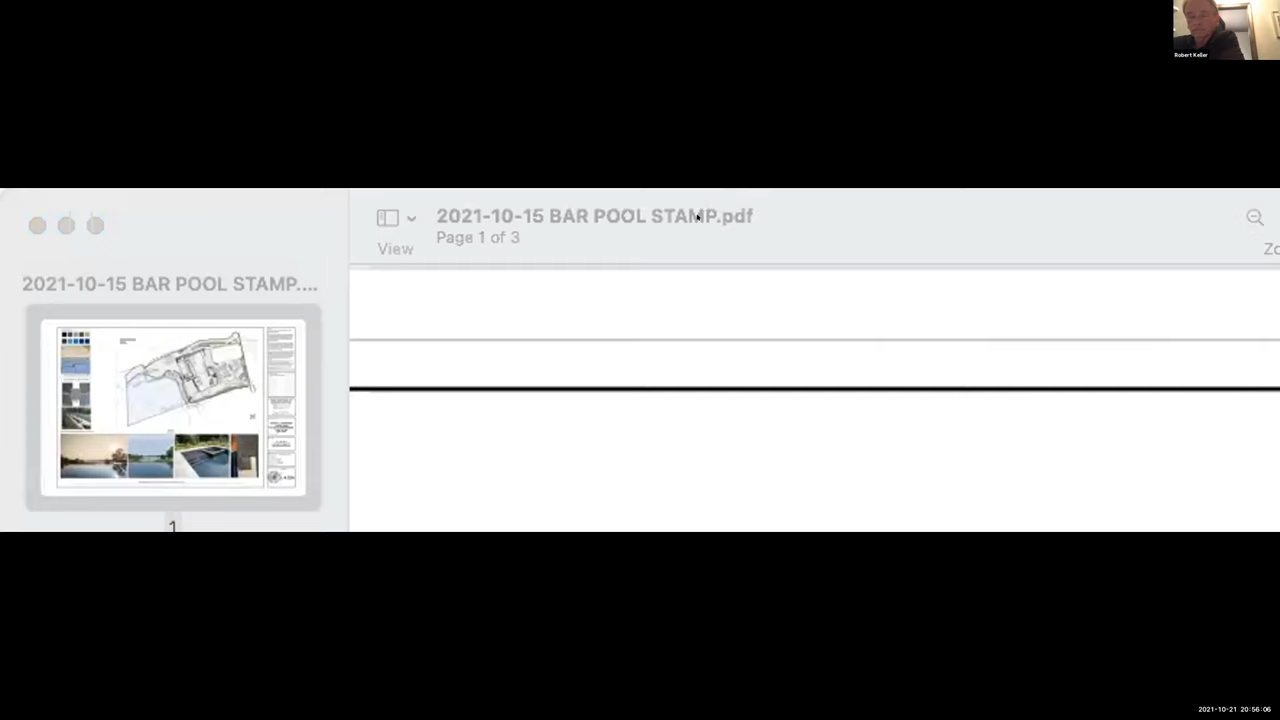 Robert Keller
2021-10-15 BAR POOL STAMP.pdf
Page 1 of 3
View
Zo
2021-10-15 BAR POOL STAMP....
1
2021-10-21 20:56:06